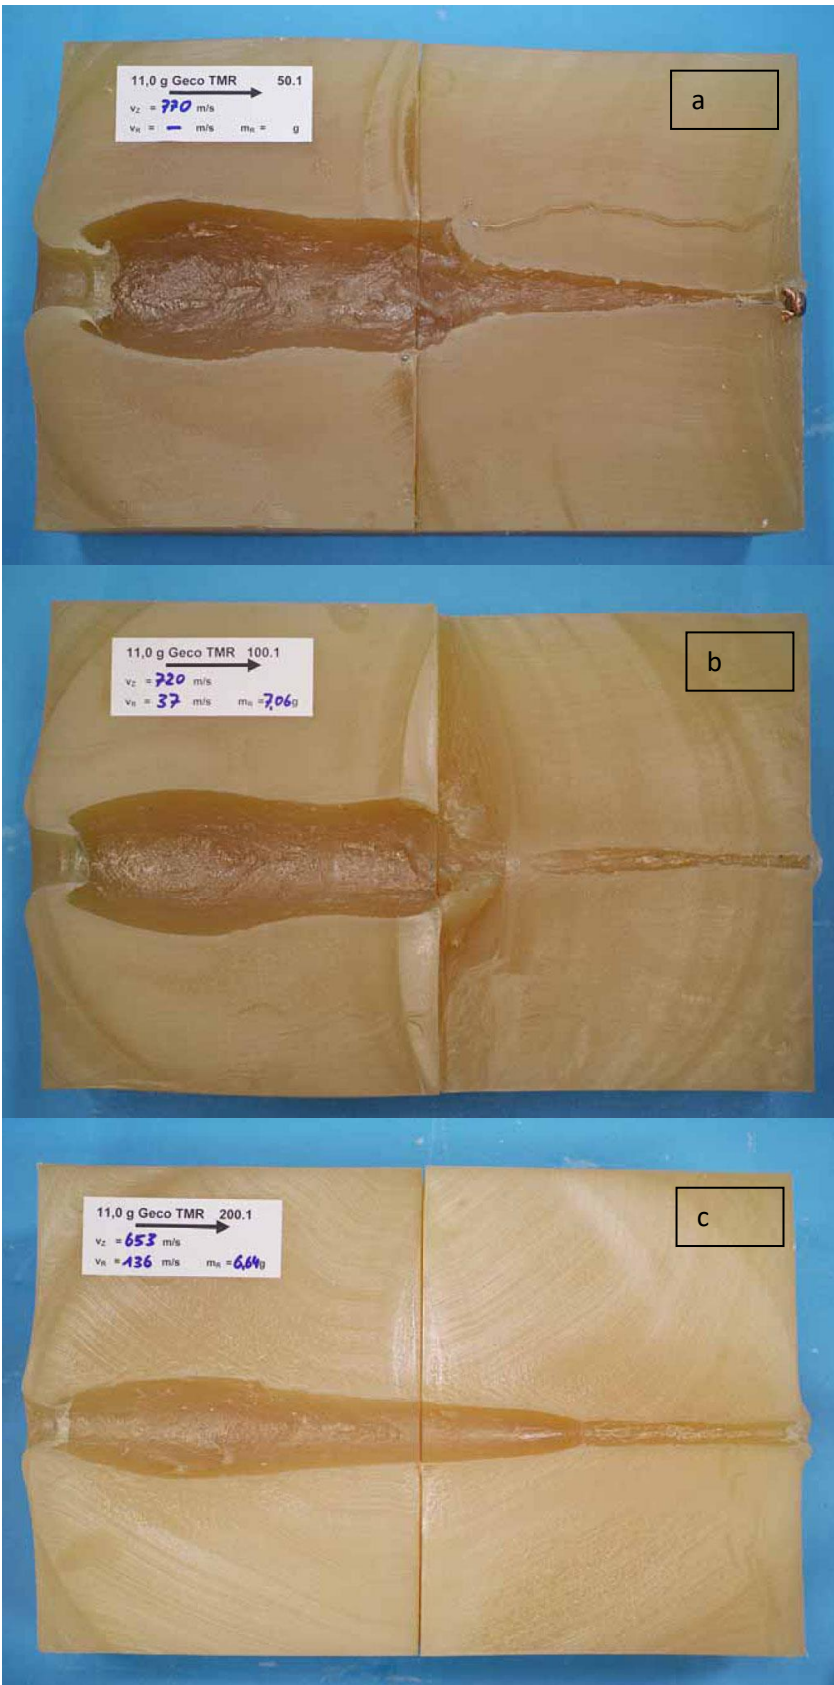 11,0 g Geco TMR 50.1
vZ = 770 m/s
vR = — m/s mR = g
a
11,0 g Geco TMR 100.1
vZ = 720 m/s
vR = 37 m/s mR = 7,06g
b
11,0 g Geco TMR 200.1
vZ = 653 m/s
vR = 136 m/s mR = 6,64g
c